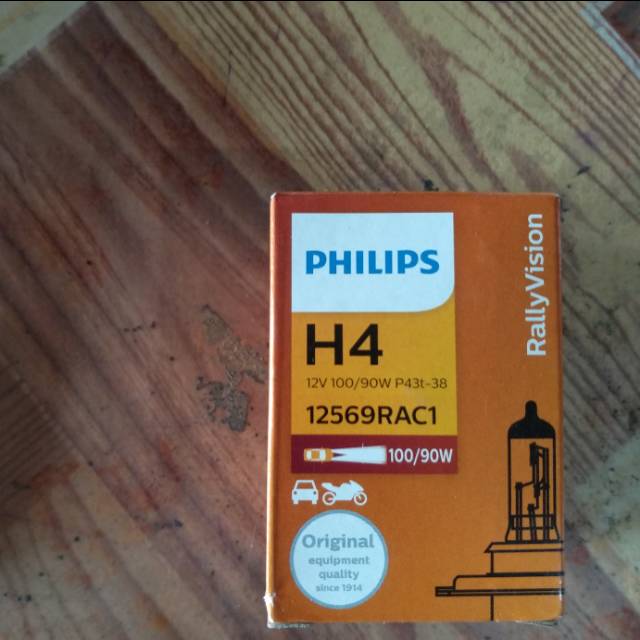 PHILIPS
RallyVision
H4
12V 100/90W P43t-38
12569RAC1
100/90W
Original
equipment
quality
since 1914